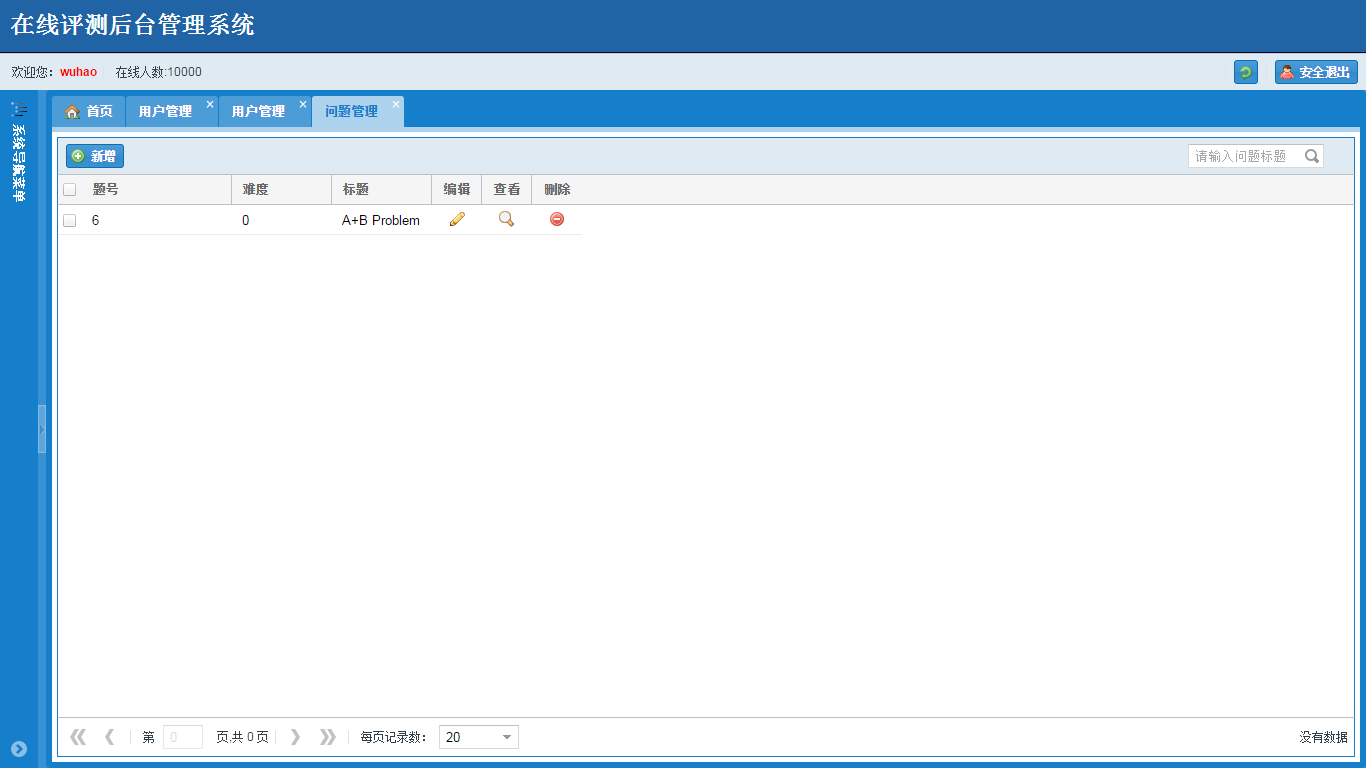 在线评测后台管理系统
欢迎您：wuhao 在线人数:10000 安全退出
首页 用户管理 用户管理 问题管理
系统导航菜单
新增 请输入问题标题
题号 难度 标题 编辑 查看 删除
6 0 A+B Problem
第 0 页,共 0 页 每页记录数： 20 没有数据